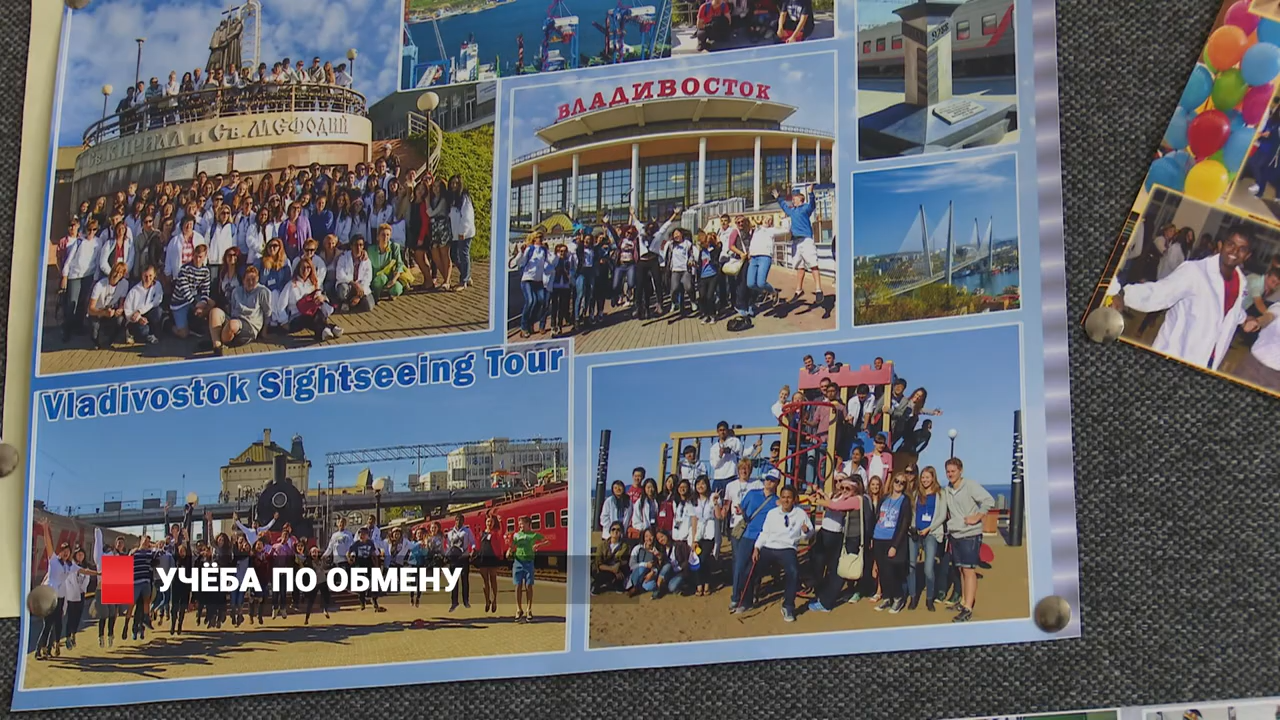 Св. КИРИЛЛ и Св. МЕФОДИЙ
ВЛАДИВОСТОК
Vladivostok Sightseeing Tour
УЧЁБА ПО ОБМЕНУ